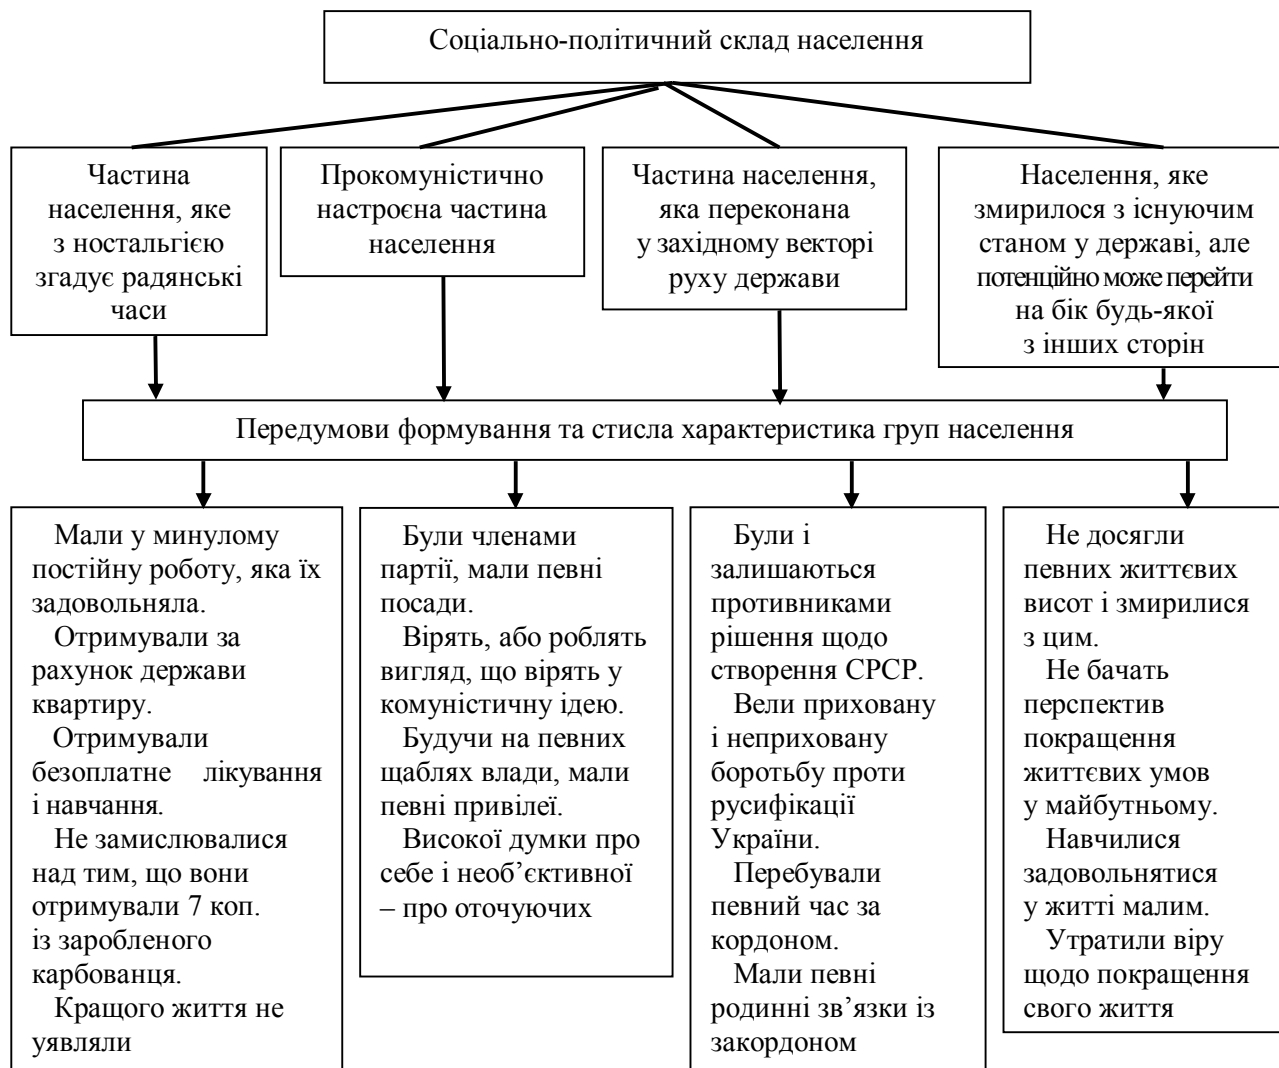 Соціально-політичний склад населення
Частина
населення, яке
з ностальгією
згадує радянські
часи
Прокомуністично
настроєна частина
населення
Частина населення,
яка переконана
у західному векторі
руху держави
Населення, яке
змирилося з існуючим
станом у державі, але
потенційно може перейти
на бік будь-якої
з інших сторін
Передумови формування та стисла характеристика груп населення
Мали у минулому
постійну роботу, яка їх
задовольняла.
Отримували за
рахунок держави
квартиру.
Отримували
безоплатне лікування
і навчання.
Не замислювалися
над тим, що вони
отримували 7 коп.
із заробленого
карбованця.
Кращого життя не
уявляли
Були членами
партії, мали певні
посади.
Вірять, або роблять
вигляд, що вірять у
комуністичну ідею.
Будучи на певних
щаблях влади, мали
певні привілеї.
Високої думки про
себе і необ’єктивної
– про оточуючих
Були і
залишаються
противниками
рішення щодо
створення СРСР.
Вели приховану
і неприховану
боротьбу проти
русифікації
України.
Перебували
певний час за
кордоном.
Мали певні
родинні зв’язки із
закордоном
Не досягли
певних життєвих
висот і змирилися
з цим.
Не бачать
перспектив
покращення
життєвих умов
у майбутньому.
Навчилися
задовольнятися
у житті малим.
Утратили віру
щодо покращення
свого життя